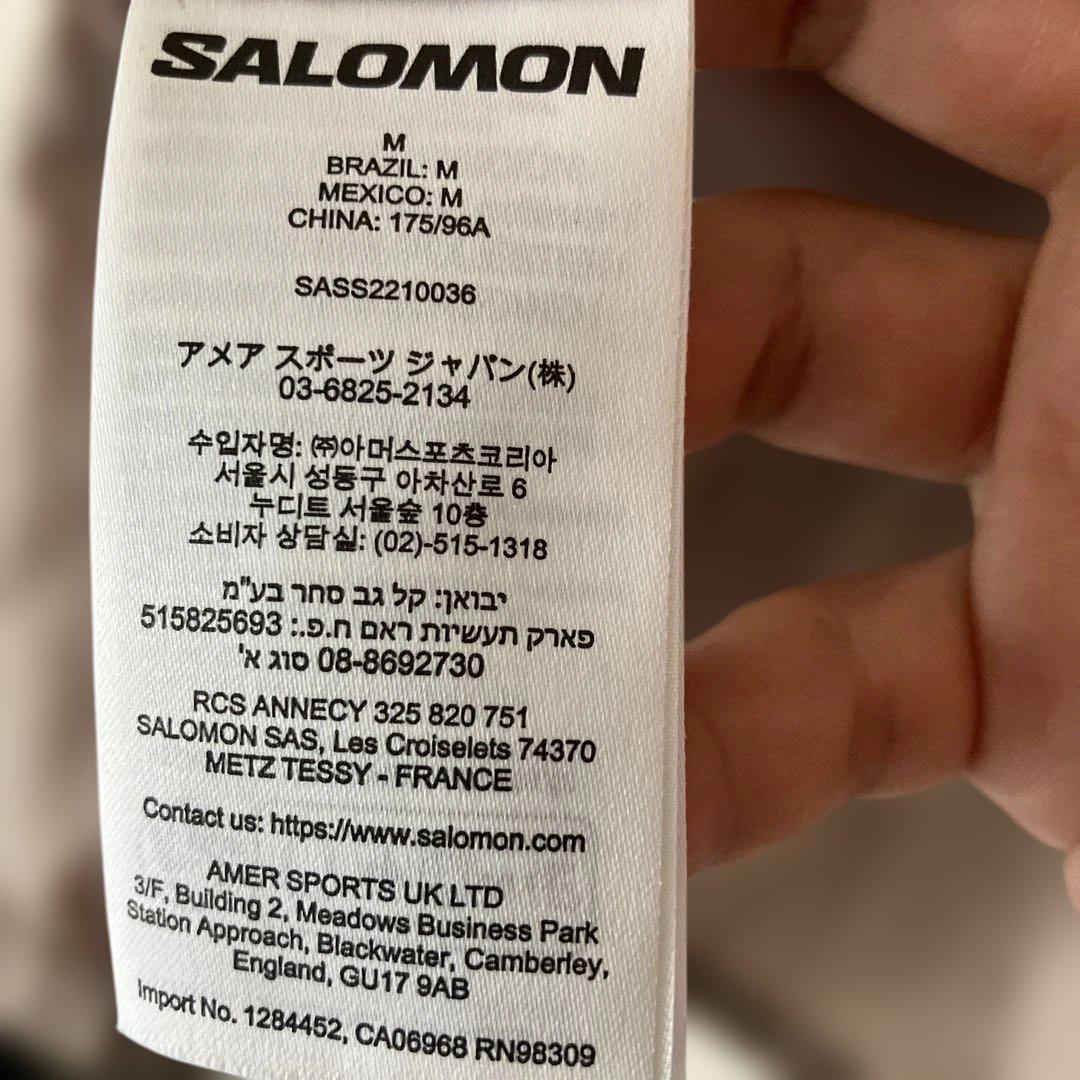 SALOMON
M
BRAZIL: M
MEXICO: M
CHINA: 175/96A
SASS2210036
アメア スポーツ ジャパン(株)
03-6825-2134
수입자명: ㈜아머스포츠코리아
서울시 성동구 아차산로 6
누디트 서울숲 10층
소비자 상담실: (02)-515-1318
יבואן: קל גב סחר בע"מ
פארק תעשיות ראם ח.פ.: 515825693
08-8692730 סוג א'
RCS ANNECY 325 820 751
SALOMON SAS, Les Croiselets 74370
METZ TESSY - FRANCE
Contact us: https://www.salomon.com
AMER SPORTS UK LTD
3/F, Building 2, Meadows Business Park
Station Approach, Blackwater, Camberley,
England, GU17 9AB
Import No. 1284452, CA06968 RN98309